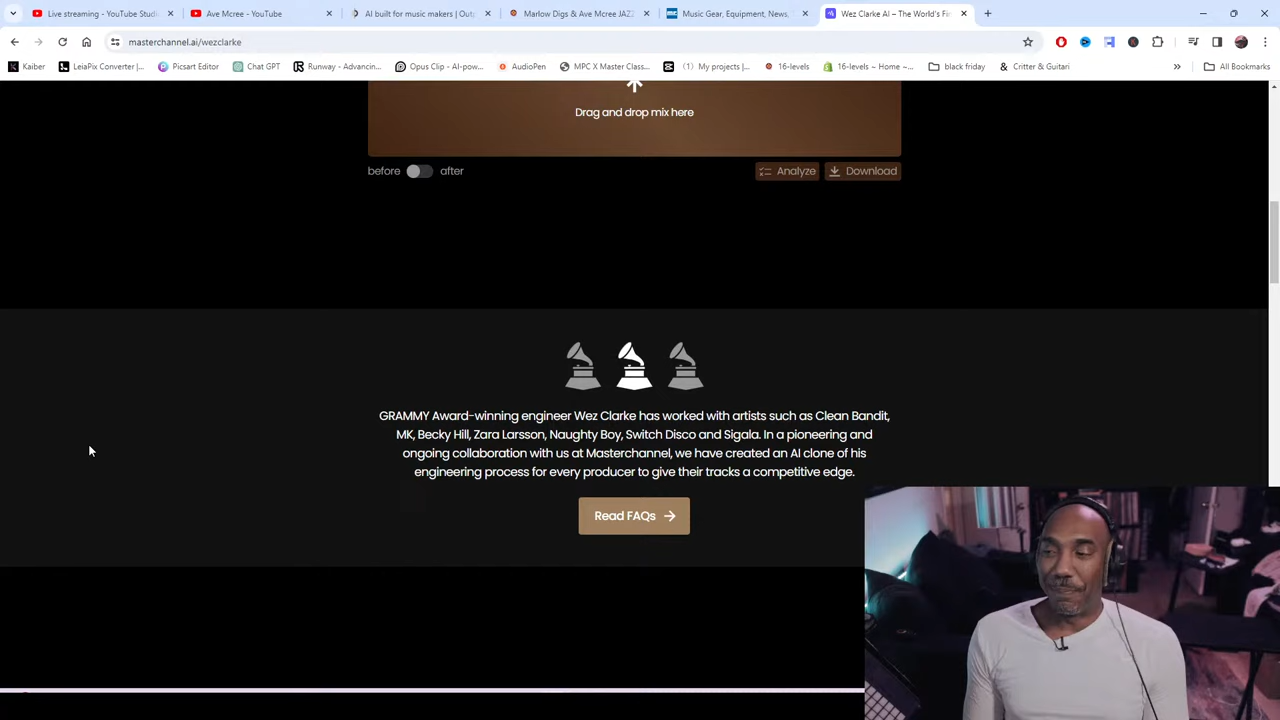 Live streaming - YouTube Studi
Ave Mcree - YouTube
AI built for music makers | Outp
Marlow Digs & Ave Mcree JAZZ
Music Gear, Equipment, News,
Wez Clarke AI – The World's Fir
masterchannel.ai/wezclarke
Kaiber
LeiaPix Converter |...
Picsart Editor
Chat GPT
Runway - Advancin...
Opus Clip - AI-pow...
AudioPen
MPC X Master Class...
(1) My projects |...
16-levels
16-levels ~ Home ~...
black friday
Critter & Guitari
All Bookmarks
Drag and drop mix here
before
after
Analyze
Download
GRAMMY Award-winning engineer Wez Clarke has worked with artists such as Clean Bandit,
MK, Becky Hill, Zara Larsson, Naughty Boy, Switch Disco and Sigala. In a pioneering and
ongoing collaboration with us at Masterchannel, we have created an AI clone of his
engineering process for every producer to give their tracks a competitive edge.
Read FAQs